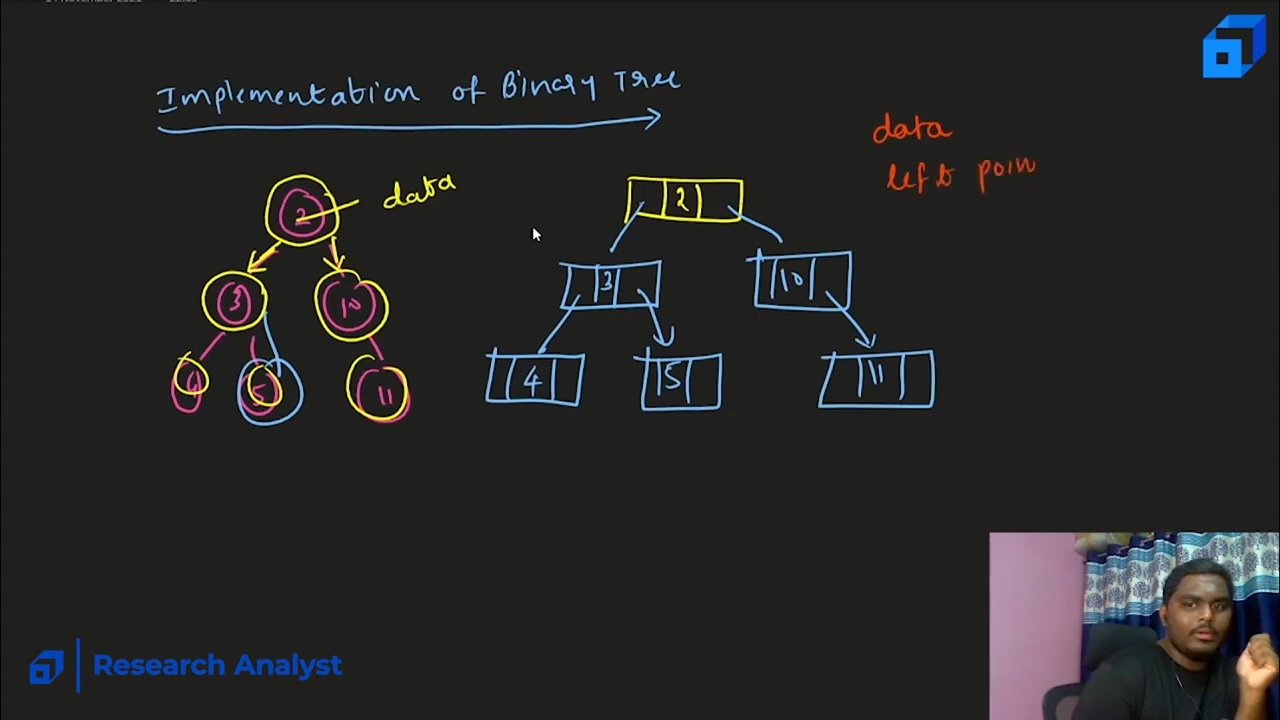 Implementation of Binary Tree
data
left poin
data
2
2
3
10
3
10
4
5
11
4
5
11
Research Analyst